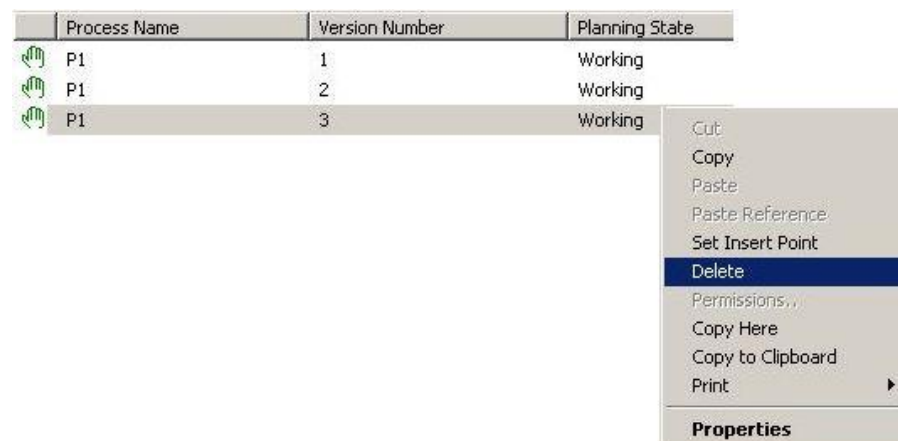 Process Name Version Number Planning State
P1 1 Working
P1 2 Working
P1 3 Working
Cut
Copy
Paste
Paste Reference
Set Insert Point
Delete
Permissions..
Copy Here
Copy to Clipboard
Print
Properties